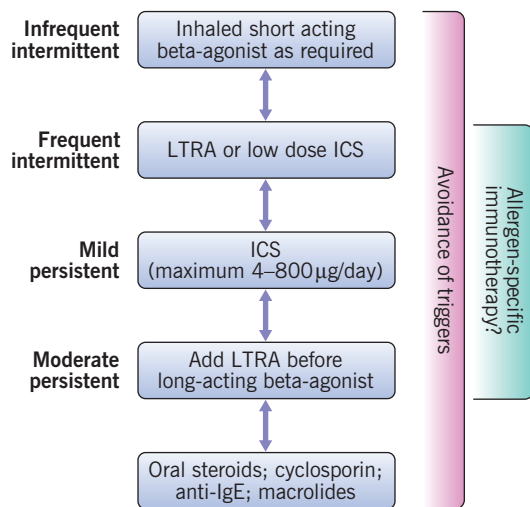 Infrequent
intermittent
Inhaled short acting
beta-agonist as required
Frequent
intermittent
LTRA or low dose ICS
Mild
persistent
ICS
(maximum 4–800 µg/day)
Moderate
persistent
Add LTRA before
long-acting beta-agonist
Oral steroids; cyclosporin;
anti-IgE; macrolides
Avoidance of triggers
Allergen-specific
immunotherapy?